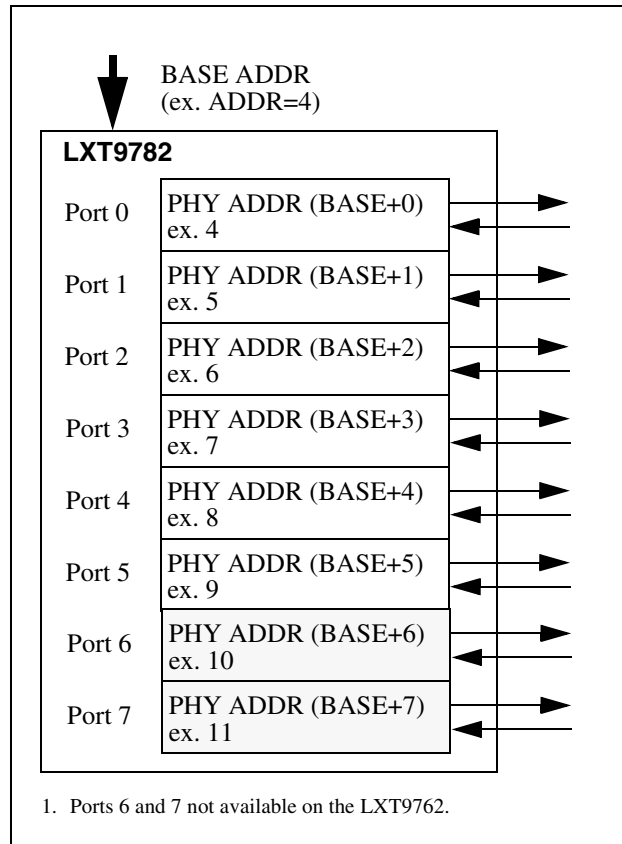 BASE ADDR
(ex. ADDR=4)
LXT9782
Port 0
PHY ADDR (BASE+0)
ex. 4
Port 1
PHY ADDR (BASE+1)
ex. 5
Port 2
PHY ADDR (BASE+2)
ex. 6
Port 3
PHY ADDR (BASE+3)
ex. 7
Port 4
PHY ADDR (BASE+4)
ex. 8
Port 5
PHY ADDR (BASE+5)
ex. 9
Port 6
PHY ADDR (BASE+6)
ex. 10
Port 7
PHY ADDR (BASE+7)
ex. 11
1. Ports 6 and 7 not available on the LXT9762.